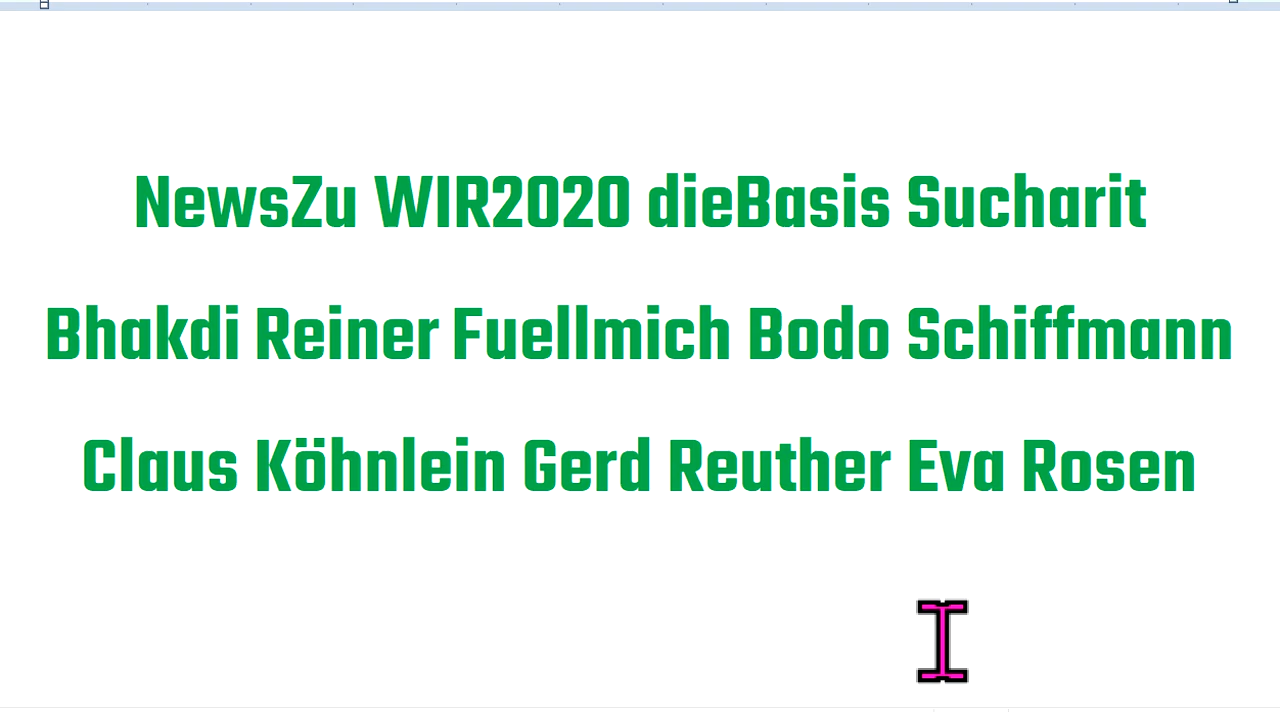 NewsZu WIR2020 dieBasis Sucharit
Bhakdi Reiner Fuellmich Bodo Schiffmann
Claus Köhnlein Gerd Reuther Eva Rosen